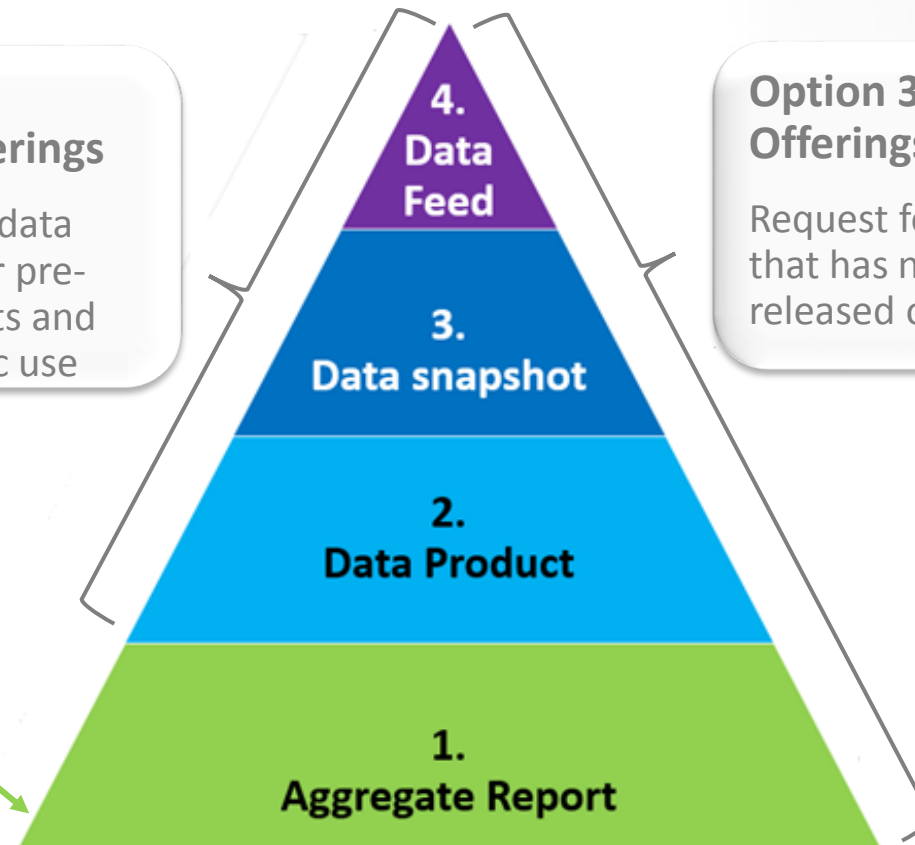 erings
data
r pre-
ts and
c use
4.
Data
Feed
3.
Data snapshot
2.
Data Product
1.
Aggregate Report
Option 3
Offerings
Request fo
that has n
released o